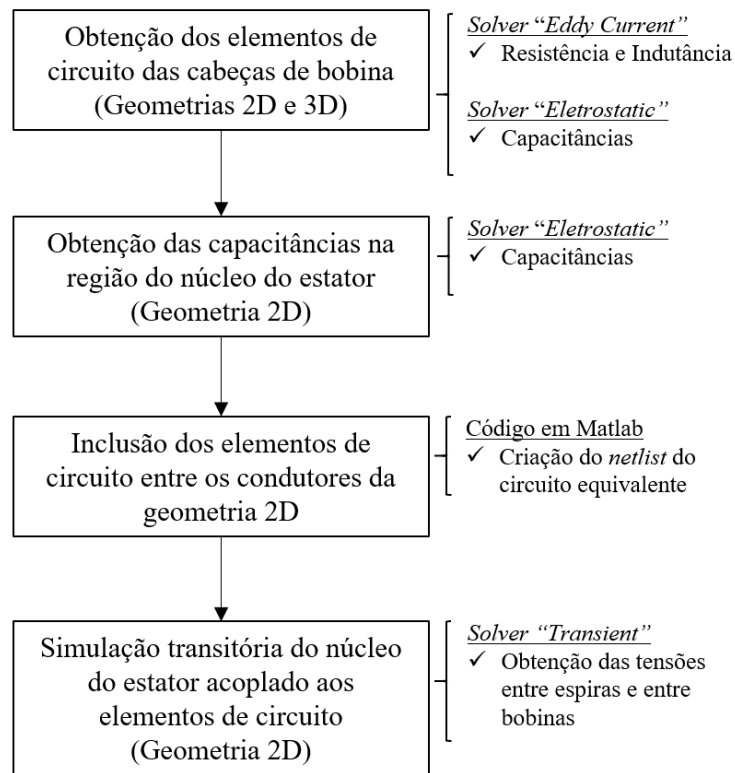 Obtenção dos elementos de
circuito das cabeças de bobina
(Geometrias 2D e 3D)
Solver “Eddy Current”
✓ Resistência e Indutância
Solver “Eletrostatic”
✓ Capacitâncias
Obtenção das capacitâncias na
região do núcleo do estator
(Geometria 2D)
Solver “Eletrostatic”
✓ Capacitâncias
Inclusão dos elementos de
circuito entre os condutores da
geometria 2D
Código em Matlab
✓ Criação do netlist do
circuito equivalente
Simulação transitória do núcleo
do estator acoplado aos
elementos de circuito
(Geometria 2D)
Solver “Transient”
✓ Obtenção das tensões
entre espiras e entre
bobinas